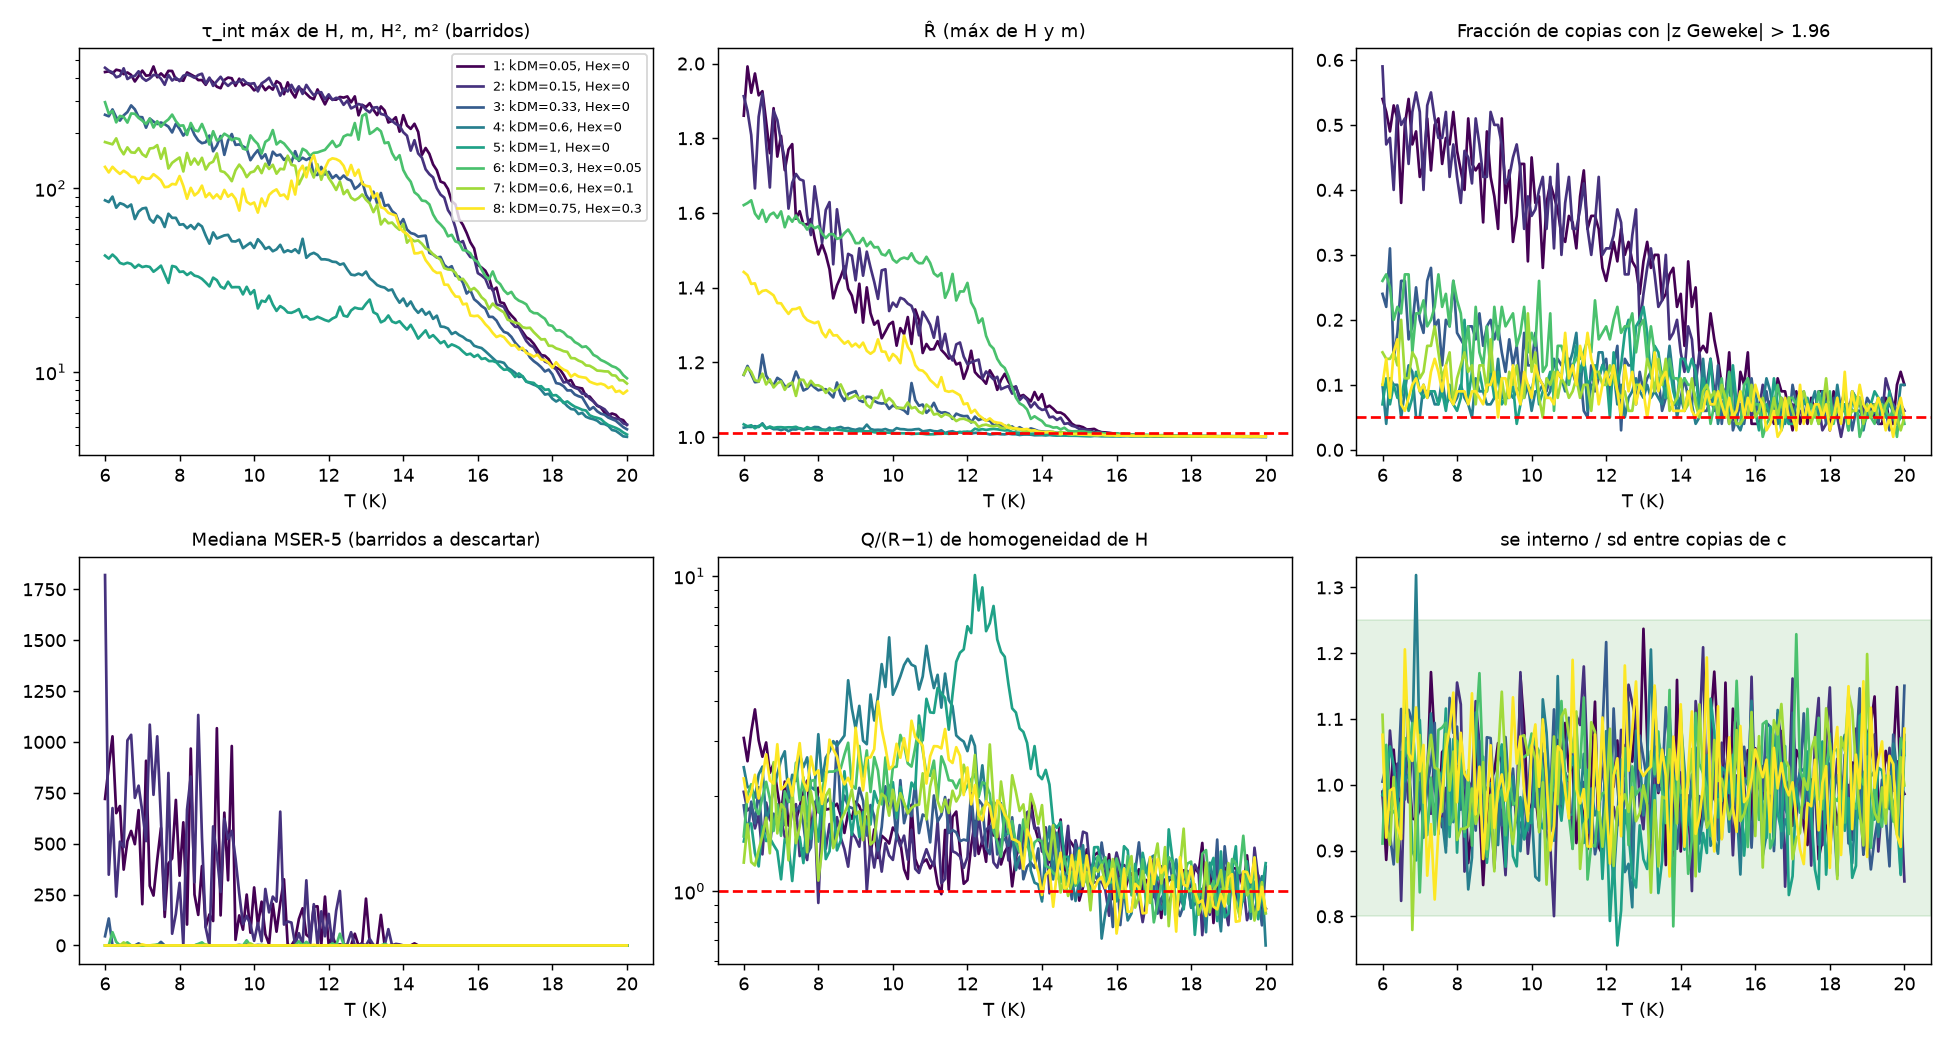 τ_int máx de H, m, H², m² (barridos)
10²
10¹
6 8 10 12 14 16 18 20
T (K)
1: kDM=0.05, Hex=0
2: kDM=0.15, Hex=0
3: kDM=0.33, Hex=0
4: kDM=0.6, Hex=0
5: kDM=1, Hex=0
6: kDM=0.3, Hex=0.05
7: kDM=0.6, Hex=0.1
8: kDM=0.75, Hex=0.3
R̂ (máx de H y m)
2.0
1.8
1.6
1.4
1.2
1.0
6 8 10 12 14 16 18 20
T (K)
Fracción de copias con |z Geweke| > 1.96
0.6
0.5
0.4
0.3
0.2
0.1
0.0
6 8 10 12 14 16 18 20
T (K)
Mediana MSER-5 (barridos a descartar)
1750
1500
1250
1000
750
500
250
0
6 8 10 12 14 16 18 20
T (K)
Q/(R−1) de homogeneidad de H
10¹
10⁰
6 8 10 12 14 16 18 20
T (K)
se interno / sd entre copias de c
1.3
1.2
1.1
1.0
0.9
0.8
6 8 10 12 14 16 18 20
T (K)